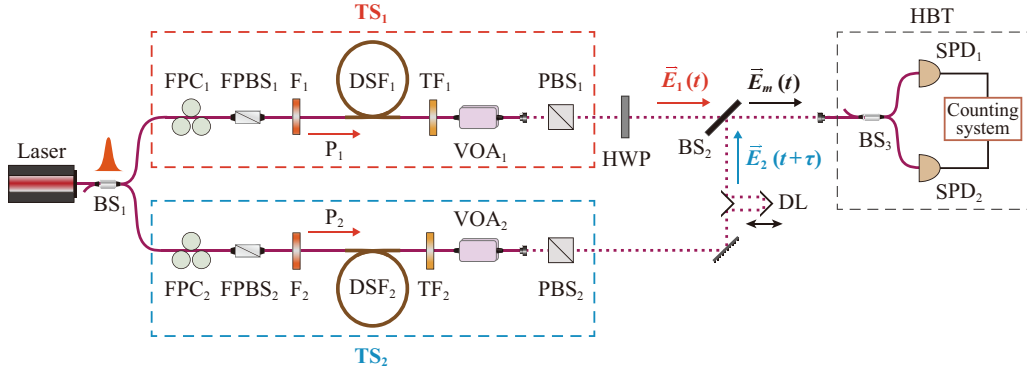 TS₁
HBT
FPC₁ FPBS₁ F₁ DSF₁ TF₁ PBS₁
SPD₁
P₁
VOA₁
HWP
E⃗₁(t)
E⃗ₘ(t)
BS₂
E⃗₂(t+τ)
BS₃
Counting
system
SPD₂
Laser
BS₁
DL
P₂
VOA₂
FPC₂ FPBS₂ F₂ DSF₂ TF₂ PBS₂
TS₂